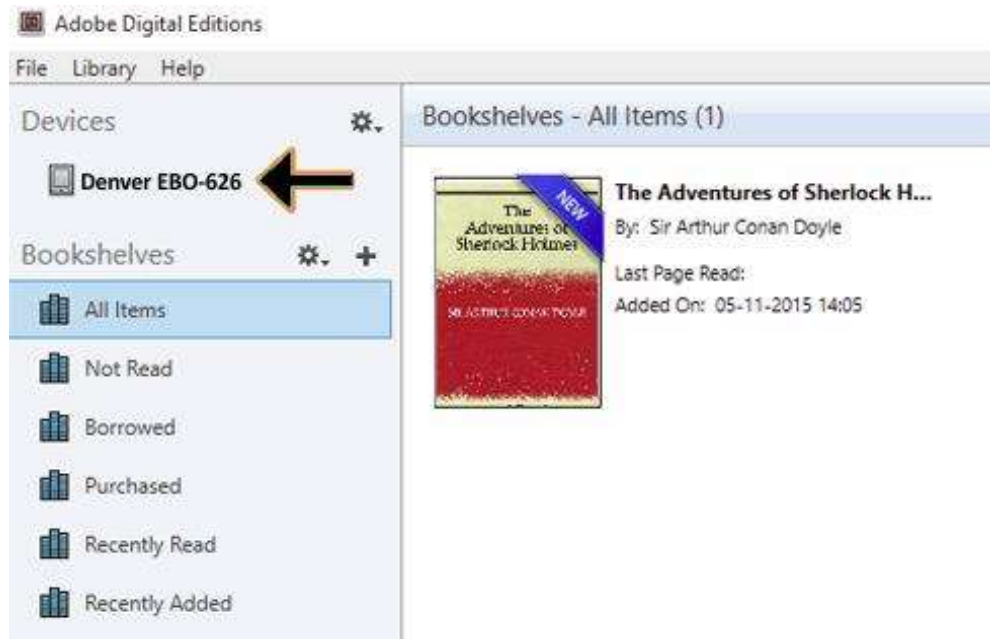 Adobe Digital Editions
File Library Help
Devices
Denver EBO-626
Bookshelves
All Items
Not Read
Borrowed
Purchased
Recently Read
Recently Added
Bookshelves - All Items (1)
The
Adventures of
Sherlock Holmes
NEW
SIR ARTHUR CONAN DOYLE
The Adventures of Sherlock H...
By: Sir Arthur Conan Doyle
Last Page Read:
Added On: 05-11-2015 14:05